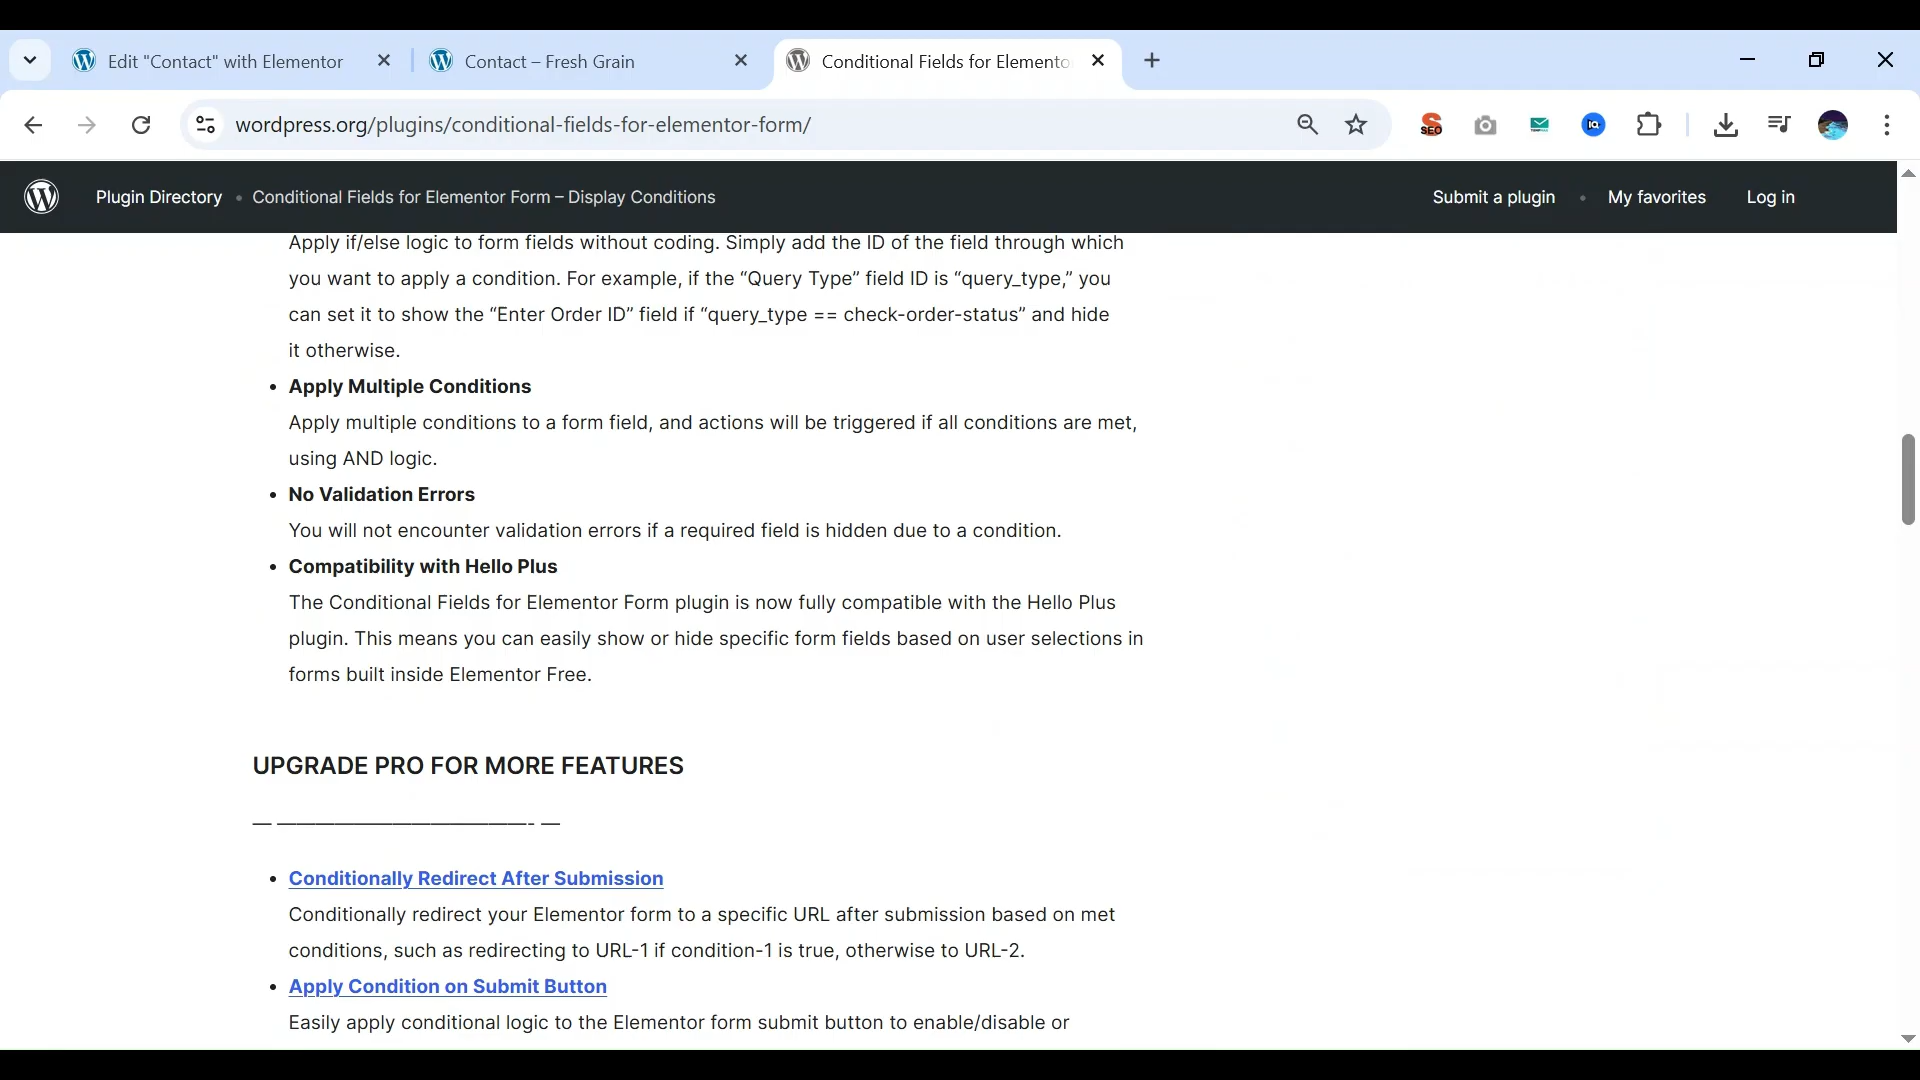 Edit "Contact" with Elementor
Contact – Fresh Grain
Conditional Fields for Elemento
wordpress.org/plugins/conditional-fields-for-elementor-form/
SEO
Plugin Directory • Conditional Fields for Elementor Form – Display Conditions
Submit a plugin • My favorites Log in
Apply if/else logic to form fields without coding. Simply add the ID of the field through which
you want to apply a condition. For example, if the “Query Type” field ID is “query_type,” you
can set it to show the “Enter Order ID” field if “query_type == check-order-status” and hide
it otherwise.
• Apply Multiple Conditions
Apply multiple conditions to a form field, and actions will be triggered if all conditions are met,
using AND logic.
• No Validation Errors
You will not encounter validation errors if a required field is hidden due to a condition.
• Compatibility with Hello Plus
The Conditional Fields for Elementor Form plugin is now fully compatible with the Hello Plus
plugin. This means you can easily show or hide specific form fields based on user selections in
forms built inside Elementor Free.
UPGRADE PRO FOR MORE FEATURES
— —————————————- —
• Conditionally Redirect After Submission
Conditionally redirect your Elementor form to a specific URL after submission based on met
conditions, such as redirecting to URL-1 if condition-1 is true, otherwise to URL-2.
• Apply Condition on Submit Button
Easily apply conditional logic to the Elementor form submit button to enable/disable or